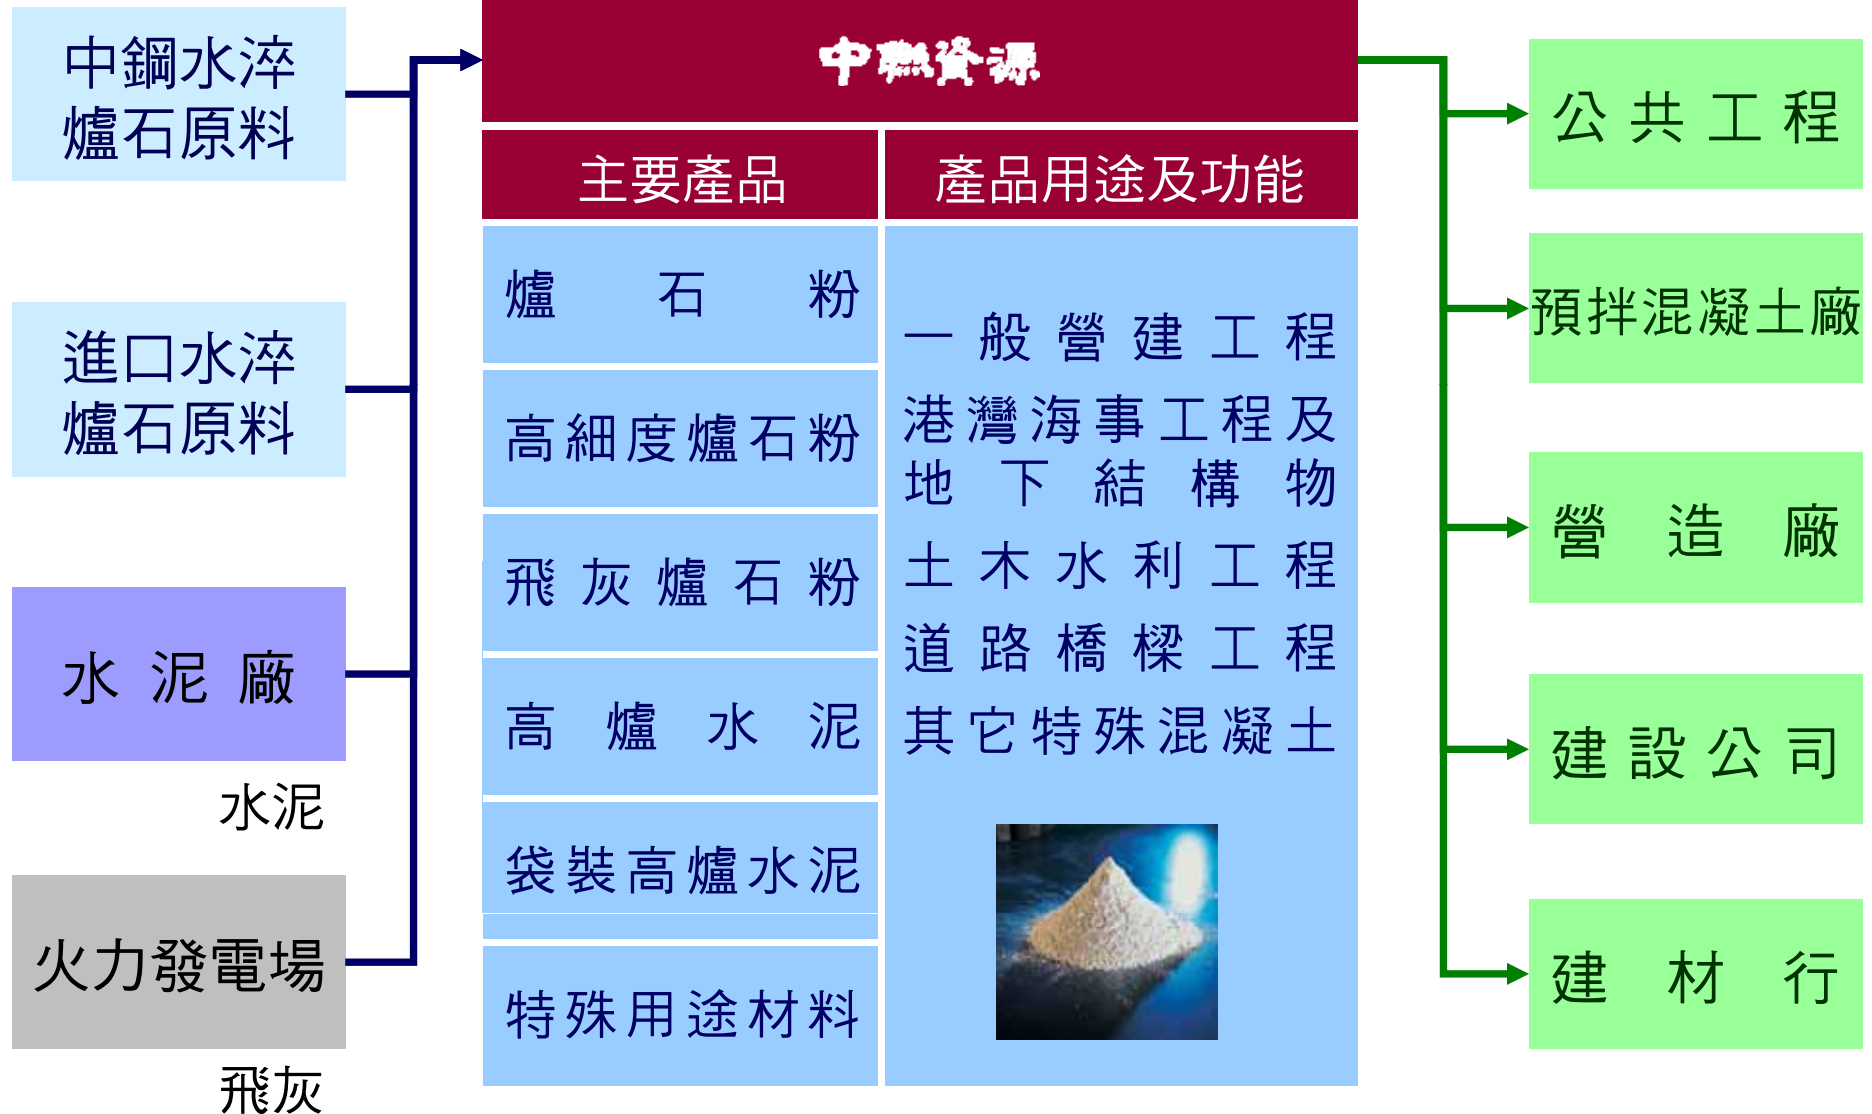 中鋼水淬
爐石原料
進口水淬
爐石原料
水泥廠
水泥
火力發電場
飛灰
中聯資源
主要產品
爐石粉
高細度爐石粉
飛灰爐石粉
高爐水泥
袋裝高爐水泥
特殊用途材料
產品用途及功能
一般營建工程
港灣海事工程及
地下結構物
土木水利工程
道路橋樑工程
其它特殊混凝土
公共工程
預拌混凝土廠
營造廠
建設公司
建材行